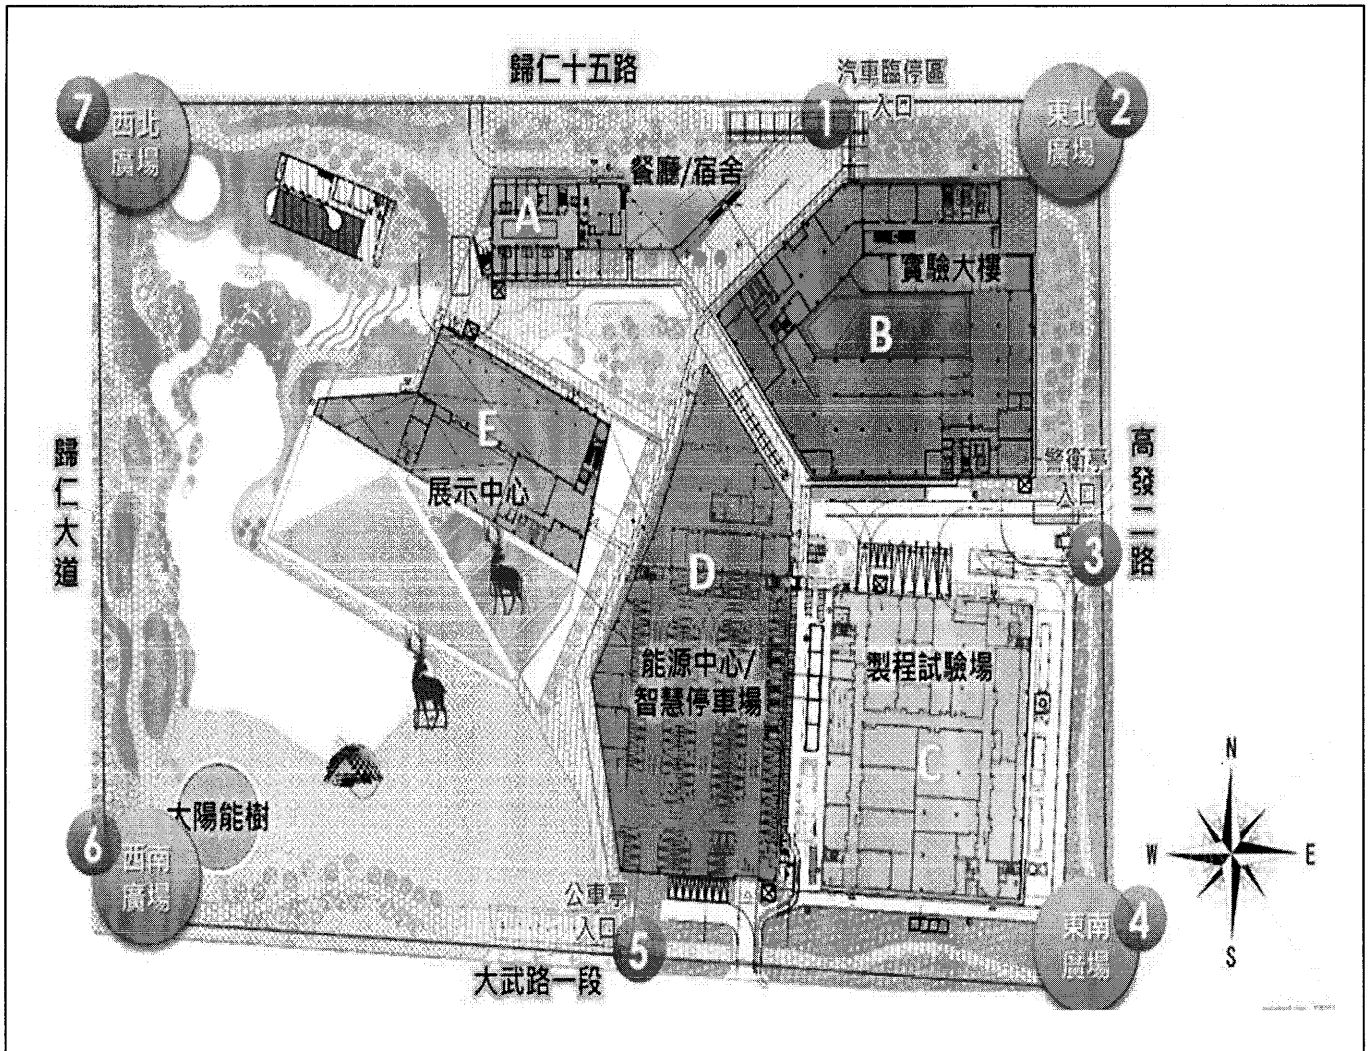 歸仁十五路
汽車臨停區
入口
1
7
西北
廣場
東北
廣場
2
餐廳/宿舍
A
實驗大樓
B
E
展示中心
歸仁大道
高發二路
警衛亭
入口
3
D
能源中心/
智慧停車場
製程試驗場
C
太陽能樹
6
西南
廣場
公車亭
入口
5
大武路一段
東南
廣場
4
N
W
E
S